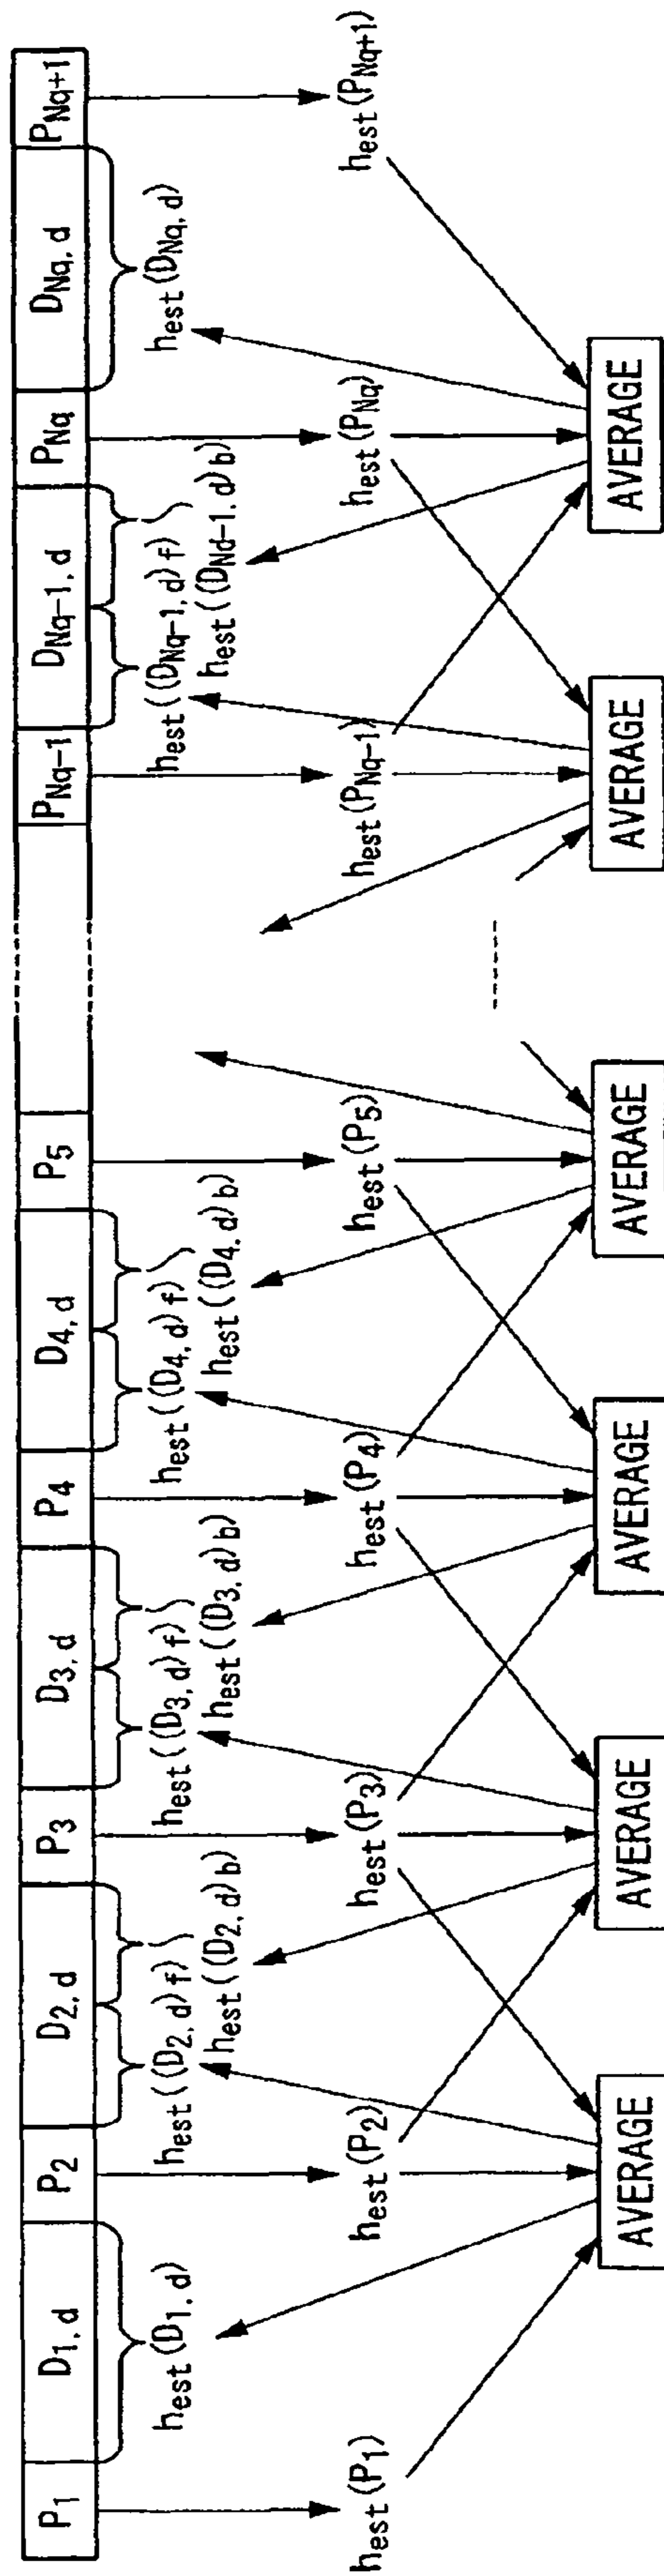 P1 D1, d P2 D2, d P3 D3, d P4 D4, d P5 PNq-1 DNq-1, d PNq DNq, d PNq+1
hest(D1, d) hest((D2, d)f) hest((D3, d)f) hest((D4, d)f) hest((DNq-1, d)f) hest(DNq, d)
hest((D2, d)b) hest((D3, d)b) hest((D4, d)b) hest((DNd-1, d)b)
hest(P1) hest(P2) hest(P3) hest(P4) hest(P5) hest(PNq-1) hest(PNq) hest(PNq+1)
AVERAGE AVERAGE AVERAGE AVERAGE AVERAGE AVERAGE